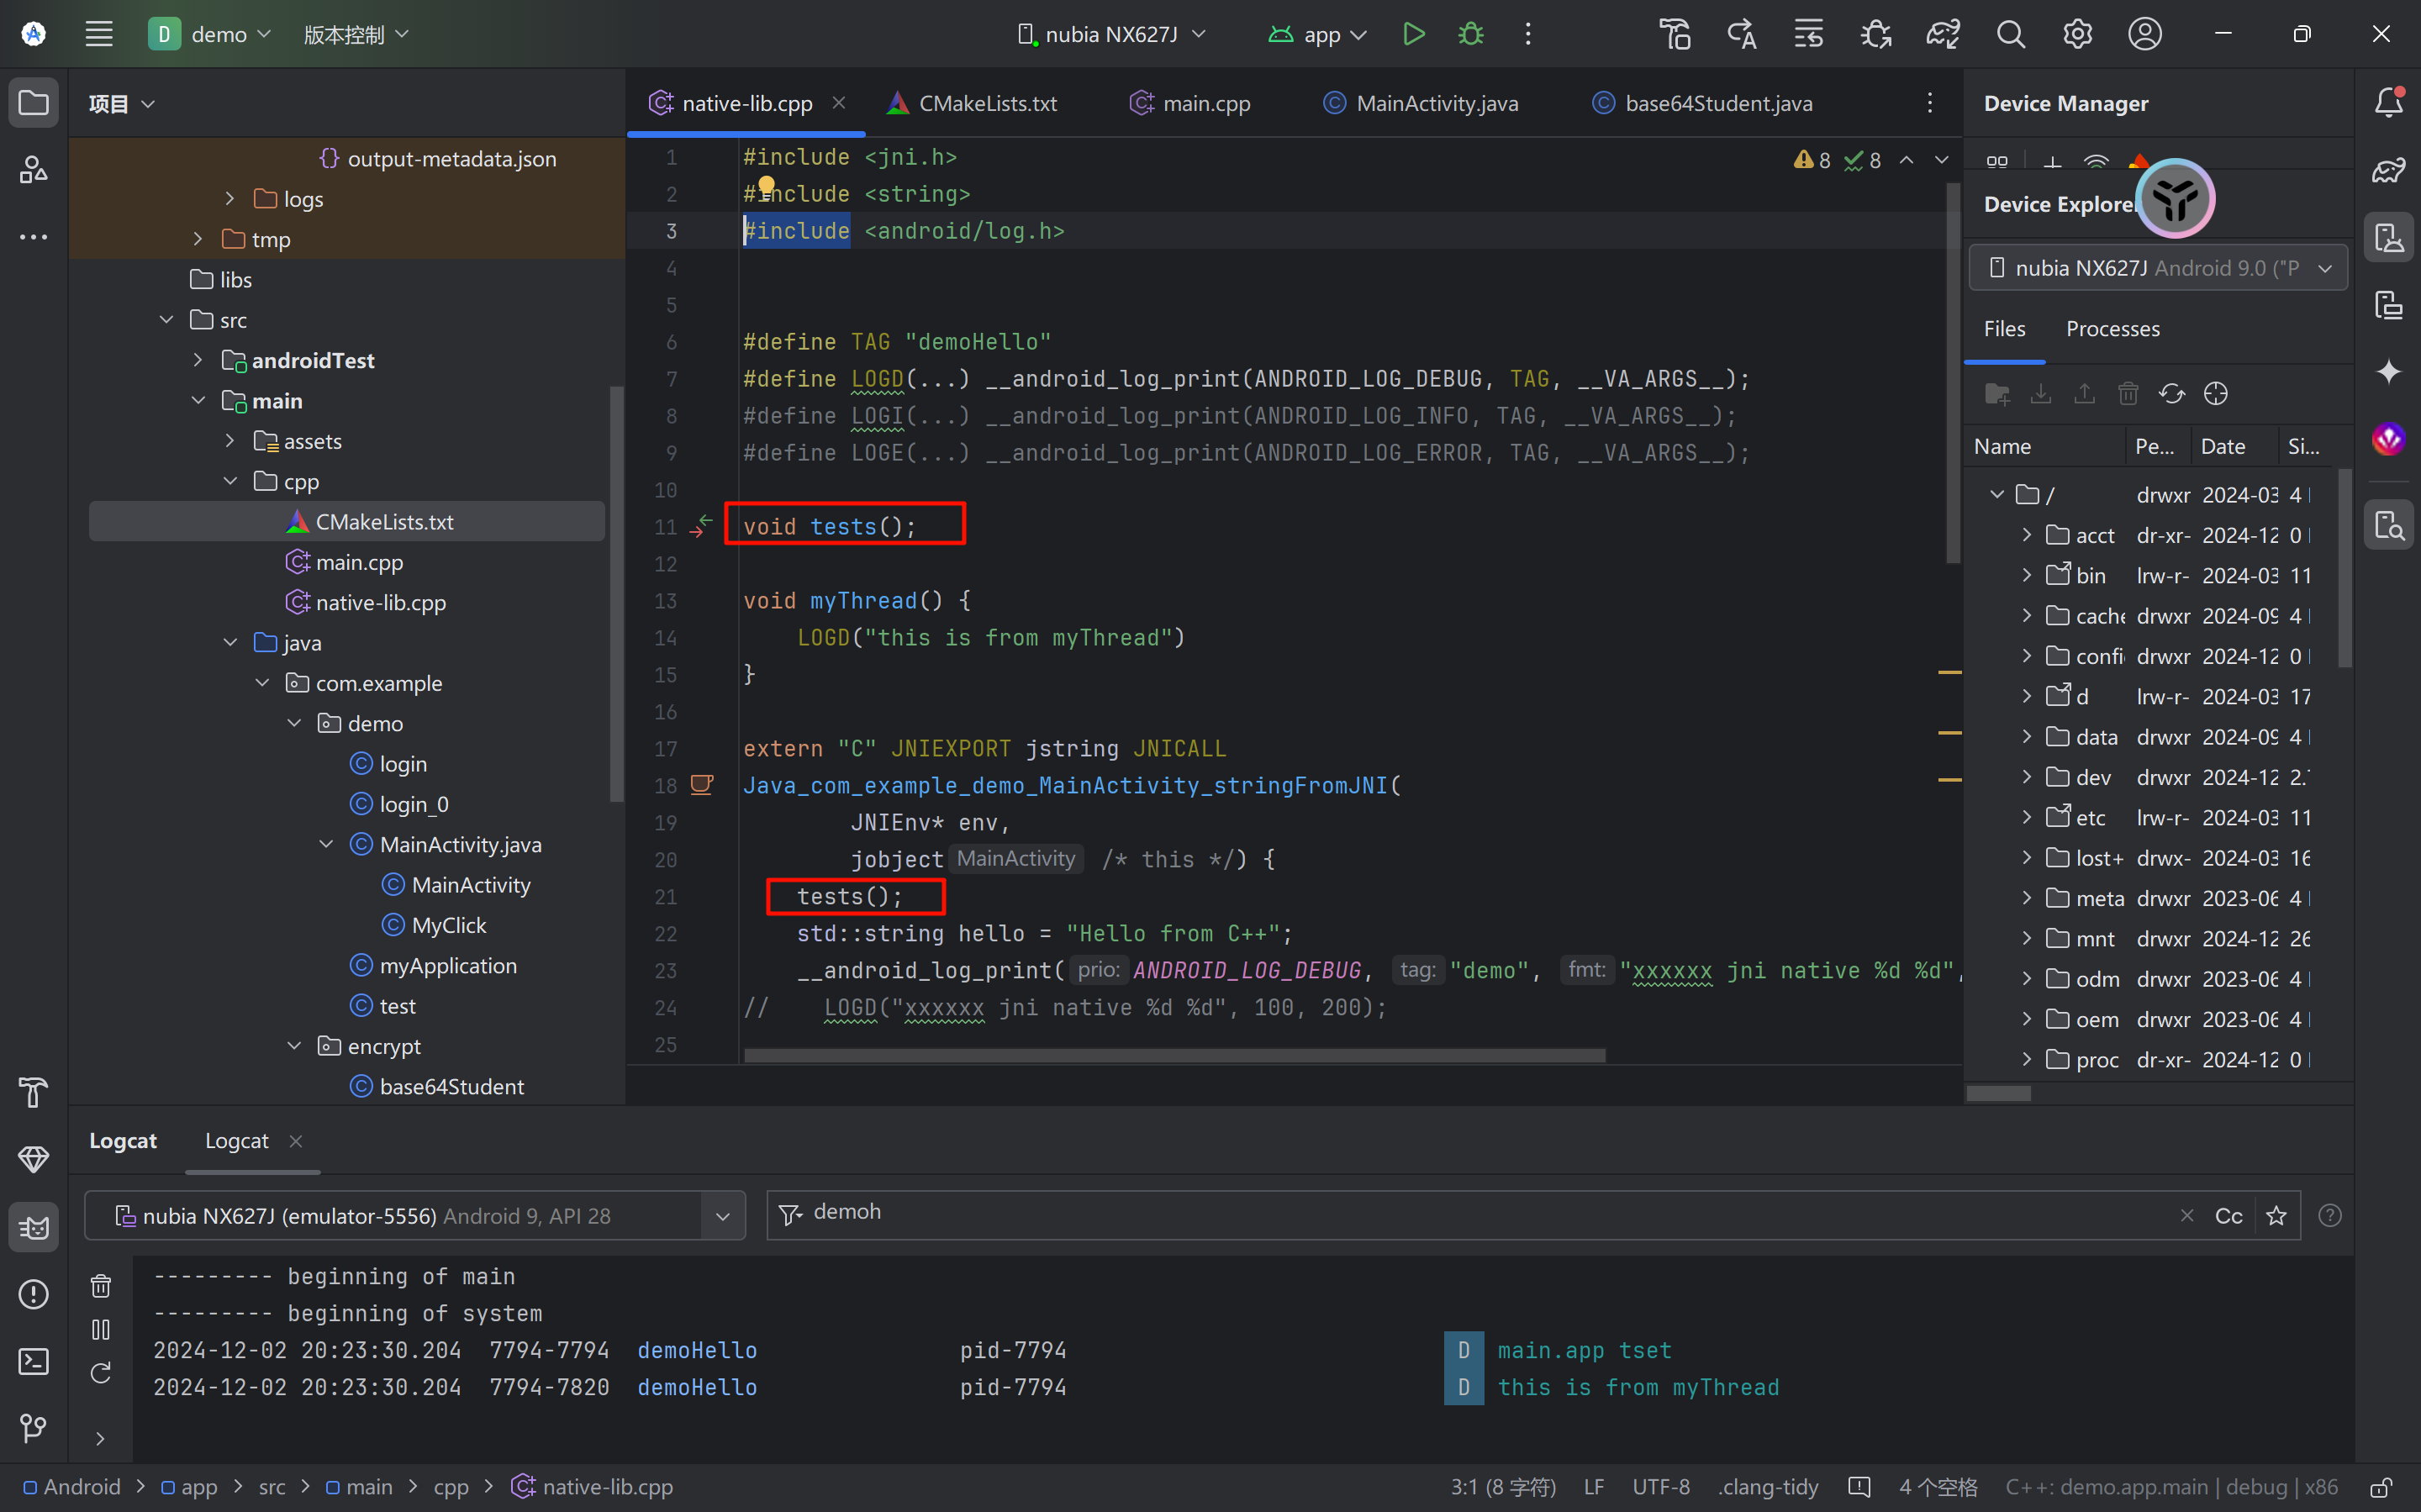 D demo 版本控制 nubia NX627J app
项目
output-metadata.json
logs
tmp
libs
src
androidTest
main
assets
cpp
CMakeLists.txt
main.cpp
native-lib.cpp
java
com.example
demo
login
login_0
MainActivity.java
MainActivity
MyClick
myApplication
test
encrypt
base64Student
native-lib.cpp CMakeLists.txt main.cpp MainActivity.java base64Student.java
8 8
1 #include <jni.h>
2 #include <string>
3 #include <android/log.h>
4
5
6 #define TAG "demoHello"
7 #define LOGD(...) __android_log_print(ANDROID_LOG_DEBUG, TAG, __VA_ARGS__);
8 #define LOGI(...) __android_log_print(ANDROID_LOG_INFO, TAG, __VA_ARGS__);
9 #define LOGE(...) __android_log_print(ANDROID_LOG_ERROR, TAG, __VA_ARGS__);
10
11 void tests();
12
13 void myThread() {
14 LOGD("this is from myThread")
15 }
16
17 extern "C" JNIEXPORT jstring JNICALL
18 Java_com_example_demo_MainActivity_stringFromJNI(
19 JNIEnv* env,
20 jobject MainActivity /* this */) {
21 tests();
22 std::string hello = "Hello from C++";
23 __android_log_print( prio: ANDROID_LOG_DEBUG, tag: "demo", fmt: "xxxxxx jni native %d %d",
24 // LOGD("xxxxxx jni native %d %d", 100, 200);
25
Device Manager
Device Explorer
nubia NX627J Android 9.0 ("P
Files Processes
Name Pe... Date Si...
/ drwxr 2024-03 4
acct dr-xr- 2024-12 0
bin lrw-r- 2024-03 11
cache drwxr 2024-09 4
confi drwxr 2024-12 0
d lrw-r- 2024-03 17
data drwxr 2024-09 4
dev drwxr 2024-12 2.
etc lrw-r- 2024-03 11
lost+ drwx- 2024-03 16
meta drwxr 2023-06 4
mnt drwxr 2024-12 26
odm drwxr 2023-06 4
oem drwxr 2023-06 4
proc dr-xr- 2024-12 0
Logcat Logcat
nubia NX627J (emulator-5556) Android 9, API 28 demoh Cc
--------- beginning of main
--------- beginning of system
2024-12-02 20:23:30.204 7794-7794 demoHello pid-7794 D main.app tset
2024-12-02 20:23:30.204 7794-7820 demoHello pid-7794 D this is from myThread
Android > app > src > main > cpp > native-lib.cpp 3:1 (8 字符) LF UTF-8 .clang-tidy 4 个空格 C++: demo.app.main | debug | x86